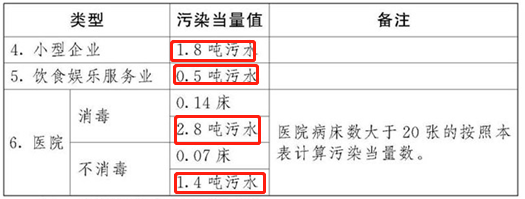 类型 污染当量值 备注
4. 小型企业 1.8 吨污水
5. 饮食娱乐服务业 0.5 吨污水
6. 医院 消毒 0.14 床
2.8 吨污水
不消毒 0.07 床
1.4 吨污水
医院病床数大于 20 张的按照本
表计算污染当量数。